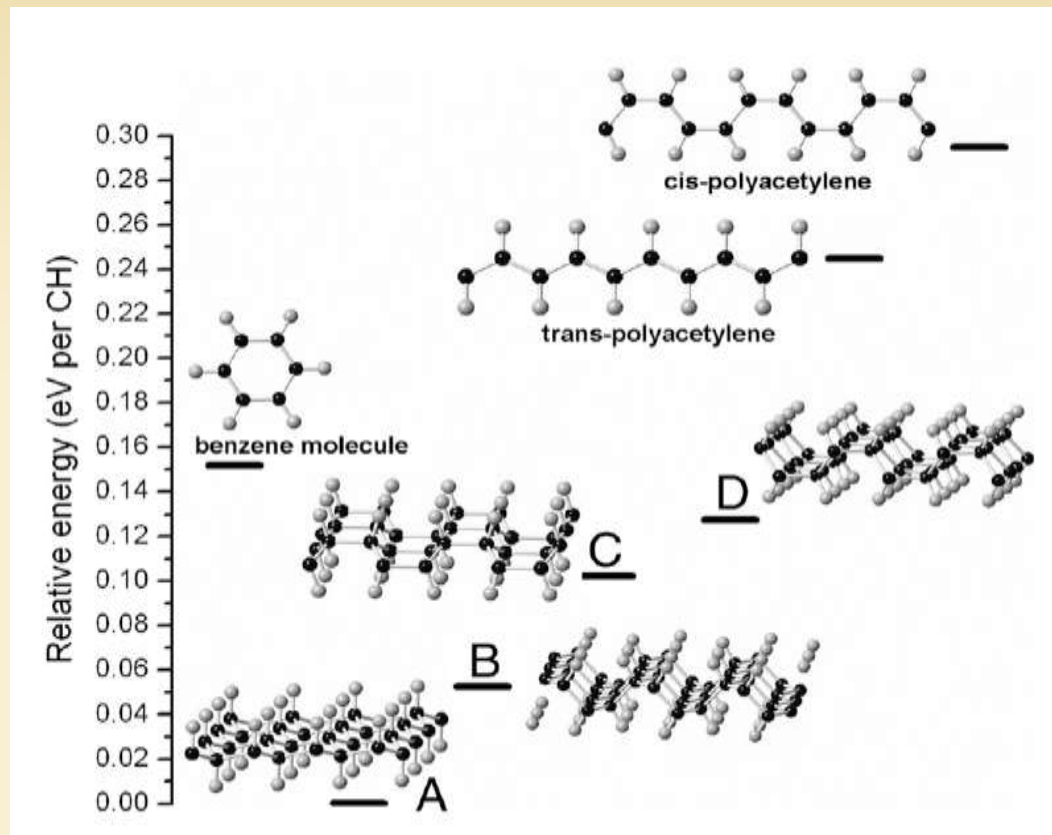 cis-polyacetylene
0.30
0.28
0.26
0.24
0.22
0.20
0.18
0.16
0.14
0.12
0.10
0.08
0.06
0.04
0.02
0.00
Relative energy (eV per CH)
trans-polyacetylene
benzene molecule
D
C
B
A